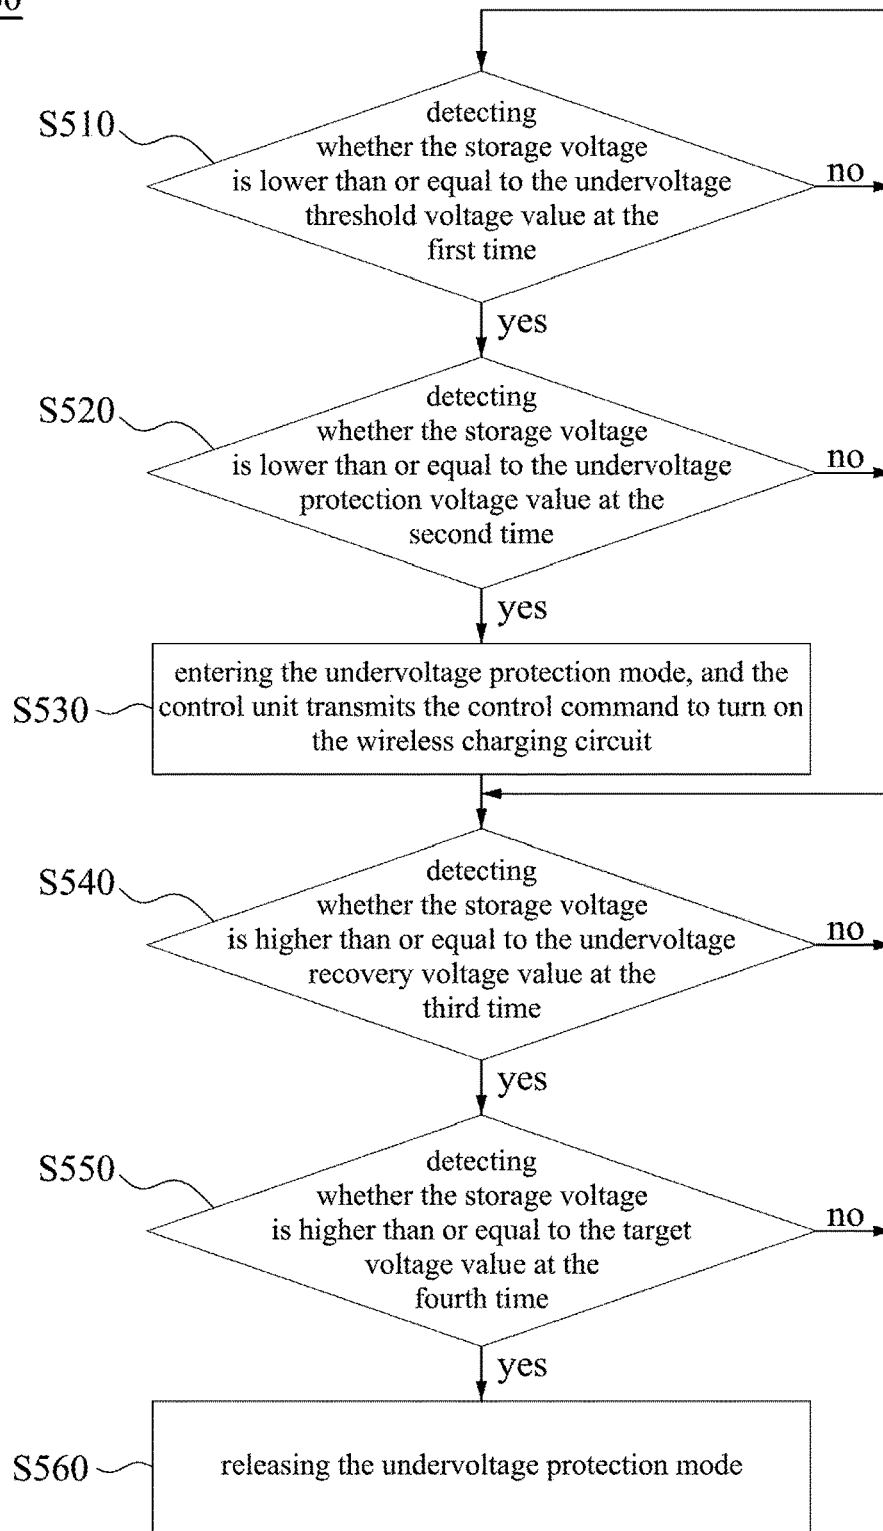 S510
detecting
whether the storage voltage
is lower than or equal to the undervoltage
threshold voltage value at the
first time
no
yes
S520
detecting
whether the storage voltage
is lower than or equal to the undervoltage
protection voltage value at the
second time
no
yes
S530
entering the undervoltage protection mode, and the
control unit transmits the control command to turn on
the wireless charging circuit
S540
detecting
whether the storage voltage
is higher than or equal to the undervoltage
recovery voltage value at the
third time
no
yes
S550
detecting
whether the storage voltage
is higher than or equal to the target
voltage value at the
fourth time
no
yes
S560
releasing the undervoltage protection mode